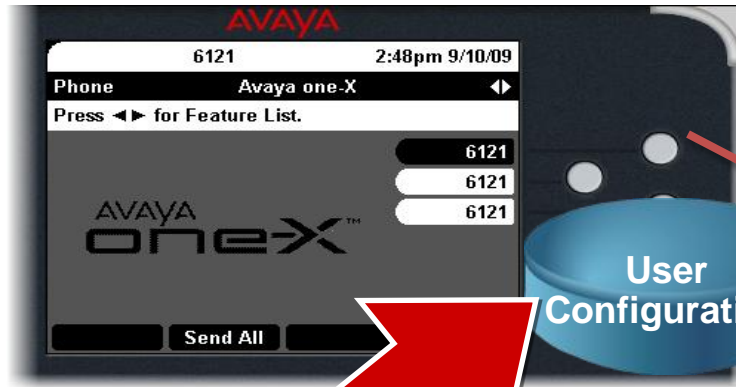 AVAYA
6121 2:48pm 9/10/09
Phone Avaya one-X
Press ◄► for Feature List.
6121
6121
6121
AVAYA
one-X™
User
Configurati
Send All